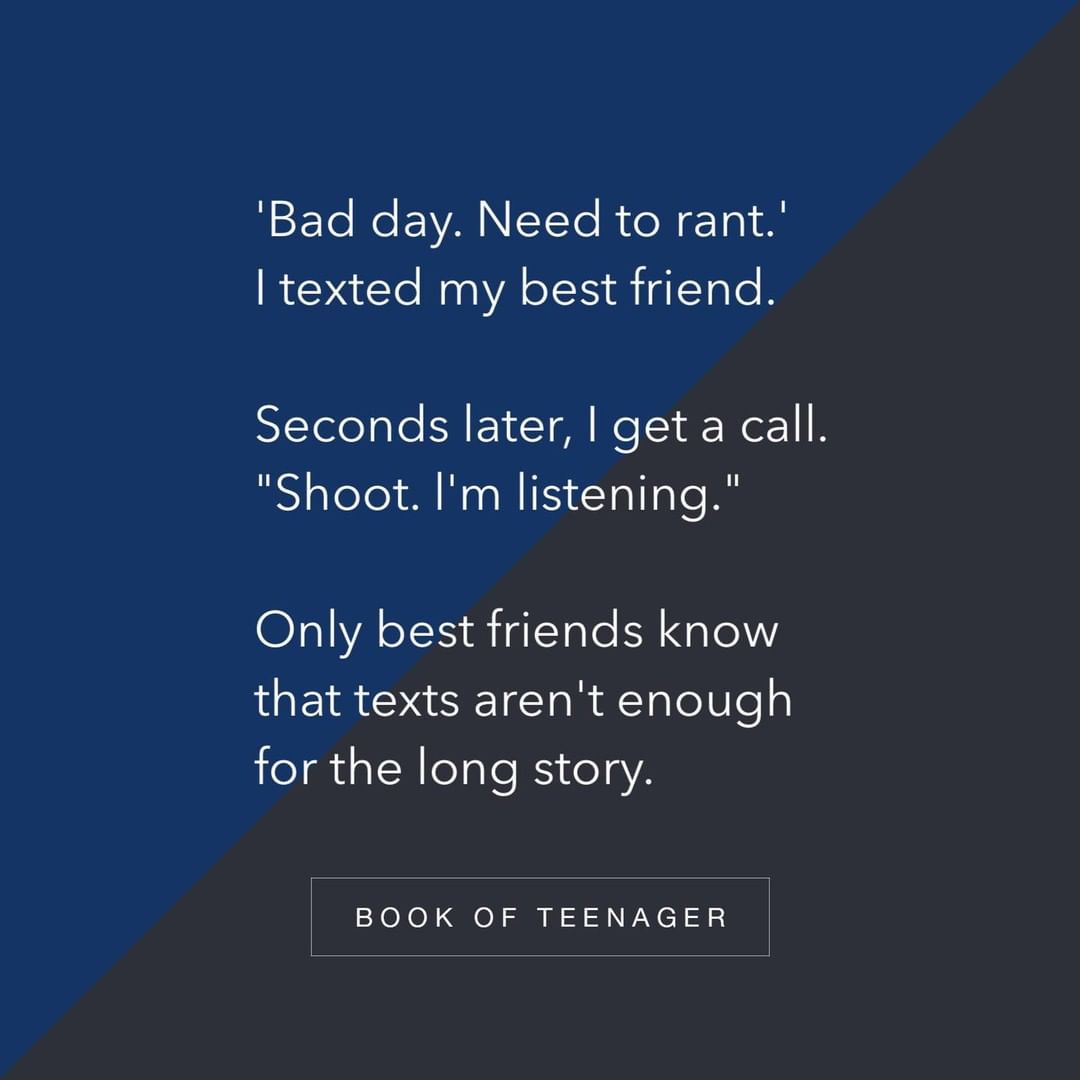 'Bad day. Need to rant.'
I texted my best friend.
Seconds later, I get a call.
"Shoot. I'm listening."
Only best friends know
that texts aren't enough
for the long story.
BOOK OF TEENAGER